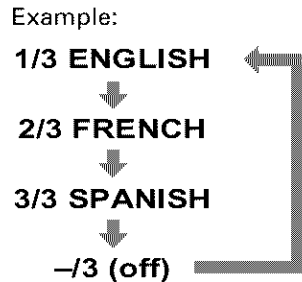 Example:
1/3 ENGLISH
2/3 FRENCH
3/3 SPANISH
–/3 (off)